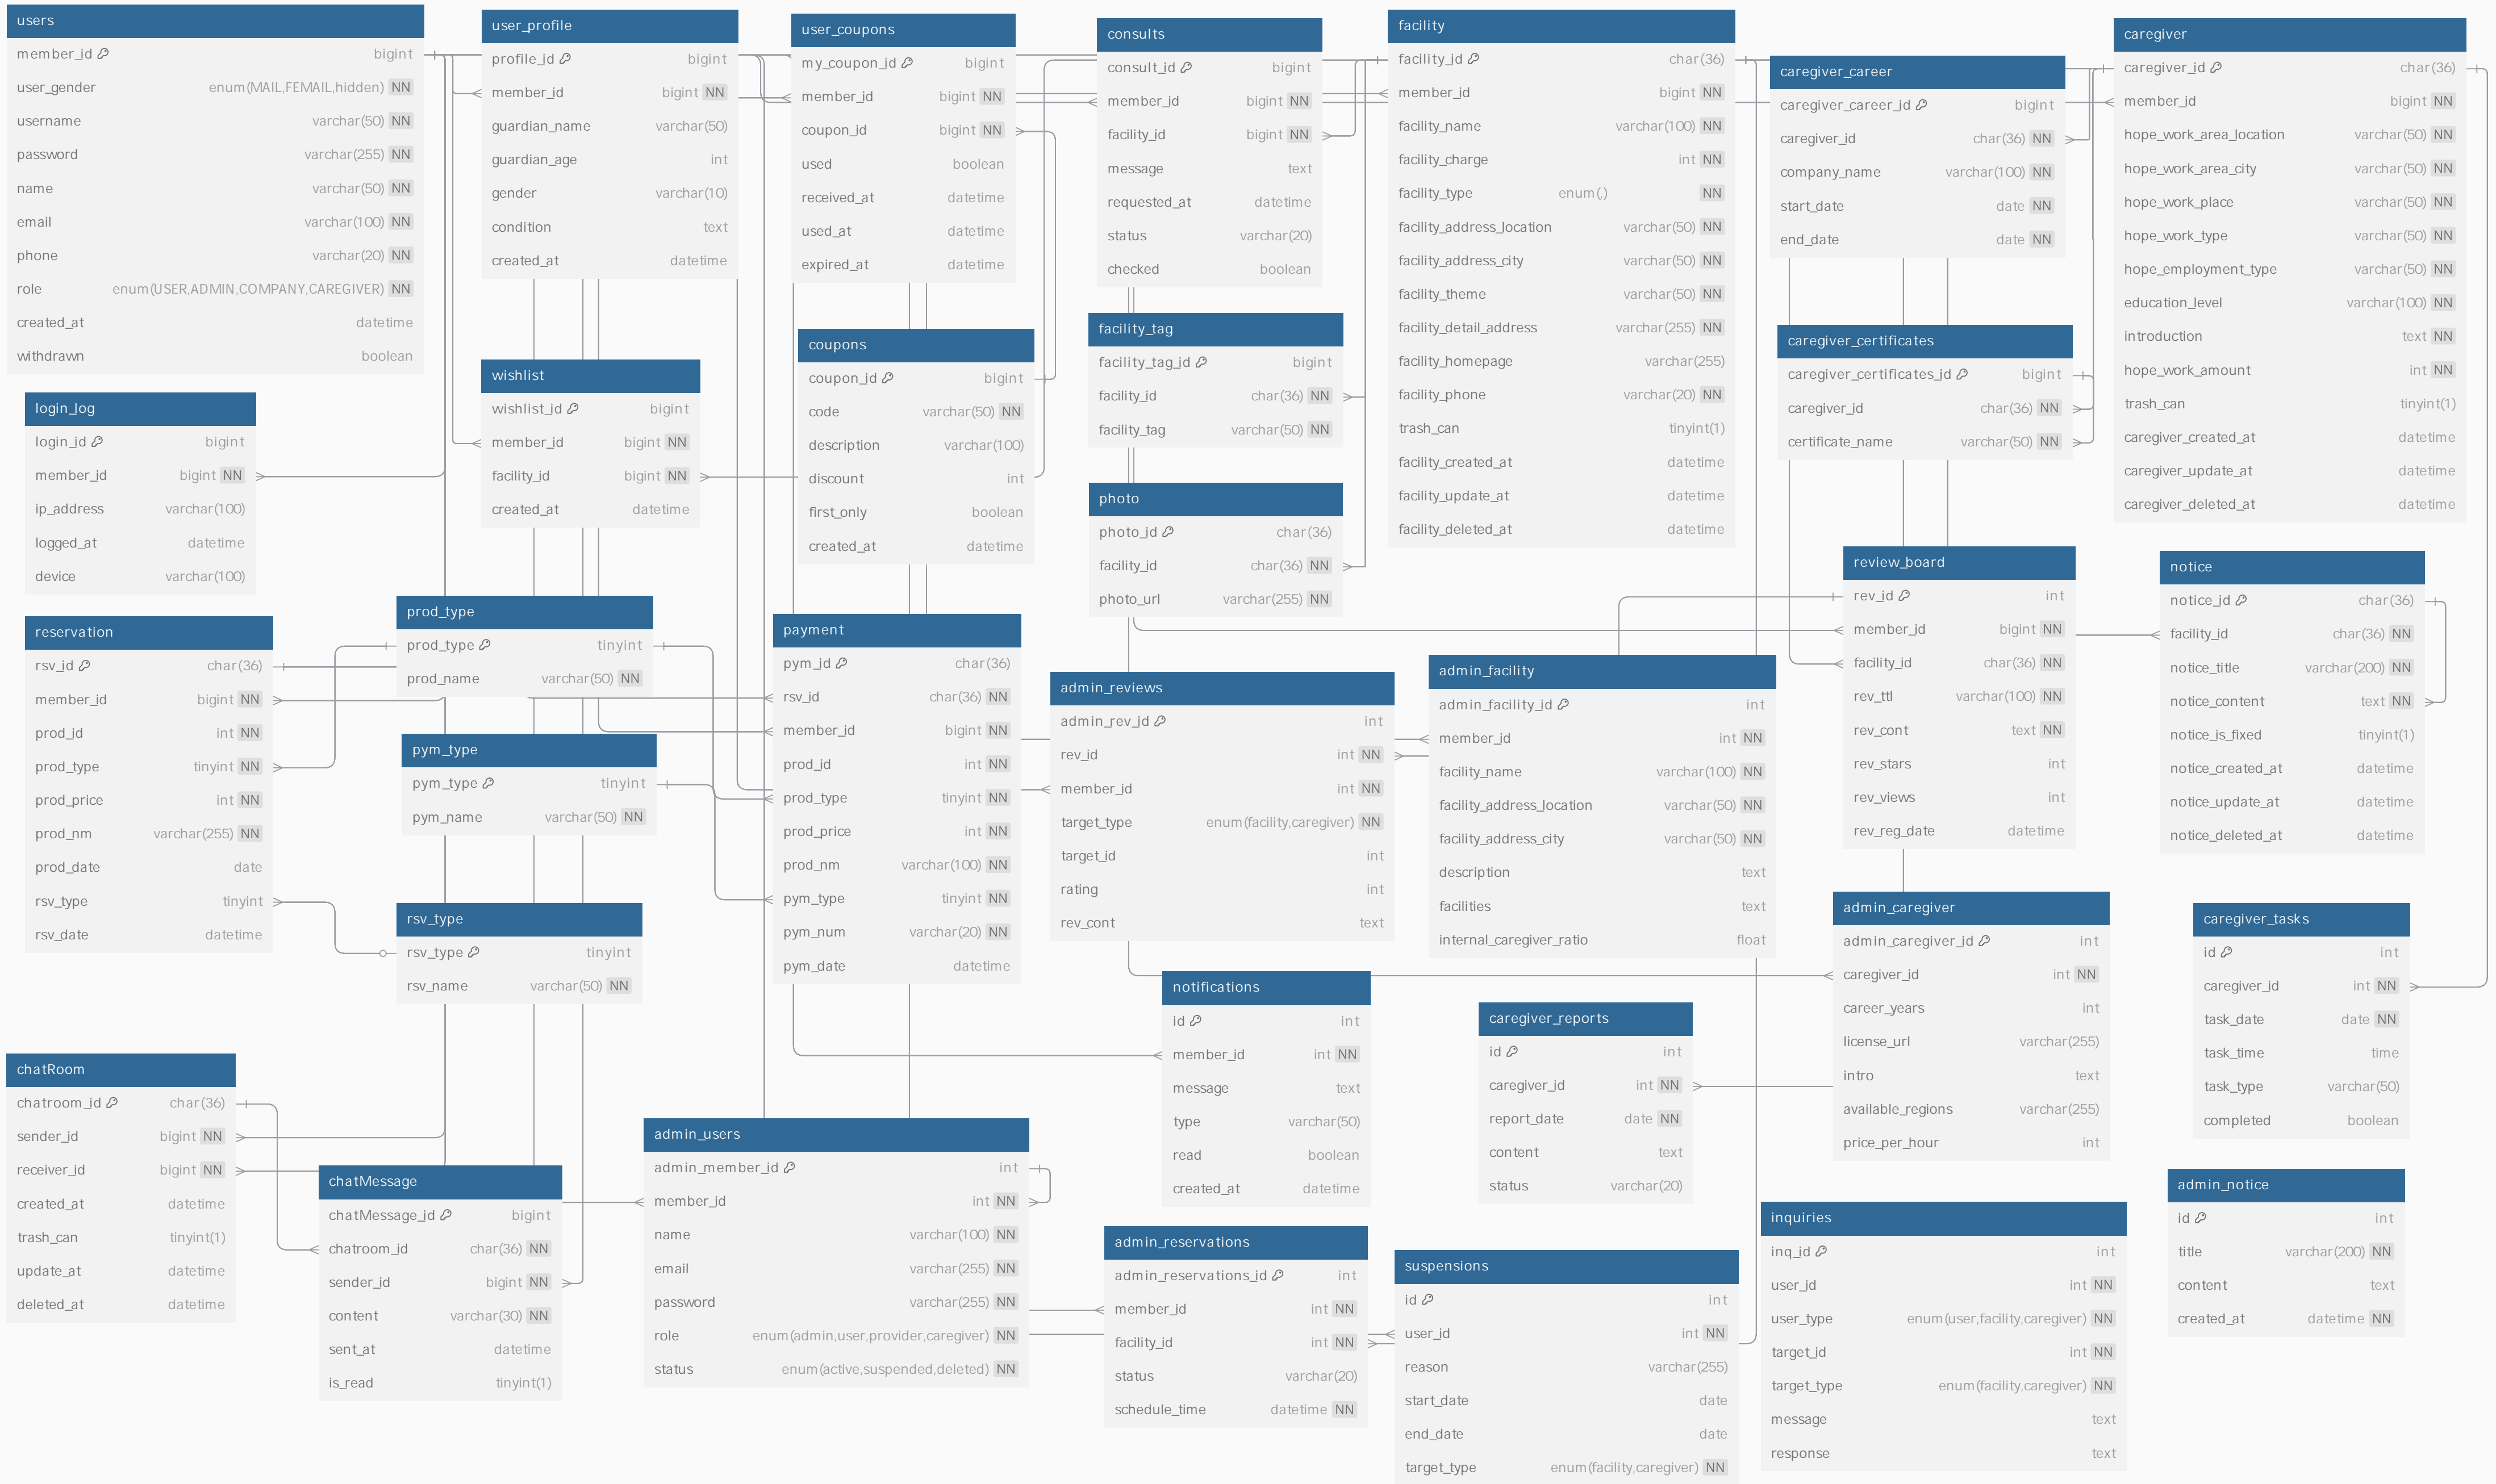 users
member_id bigint
user_gender enum(MAIL,FEMAIL,hidden) NN
username varchar(50) NN
password varchar(255) NN
name varchar(50) NN
email varchar(100) NN
phone varchar(20) NN
role enum(USER,ADMIN,COMPANY,CAREGIVER) NN
created_at datetime
withdrawn boolean
user_profile
profile_id bigint
member_id bigint NN
guardian_name varchar(50)
guardian_age int
gender varchar(10)
condition text
created_at datetime
user_coupons
my_coupon_id bigint
member_id bigint NN
coupon_id bigint NN
used boolean
received_at datetime
used_at datetime
expired_at datetime
consults
consult_id bigint
member_id bigint NN
facility_id bigint NN
message text
requested_at datetime
status varchar(20)
checked boolean
facility
facility_id char(36)
member_id bigint NN
facility_name varchar(100) NN
facility_charge int NN
facility_type enum(,) NN
facility_address_location varchar(50) NN
facility_address_city varchar(50) NN
facility_theme varchar(50) NN
facility_detail_address varchar(255) NN
facility_homepage varchar(255)
facility_phone varchar(20) NN
trash_can tinyint(1)
facility_created_at datetime
facility_update_at datetime
facility_deleted_at datetime
caregiver_career
caregiver_career_id bigint
caregiver_id char(36) NN
company_name varchar(100) NN
start_date date NN
end_date date NN
caregiver
caregiver_id char(36)
member_id bigint NN
hope_work_area_location varchar(50) NN
hope_work_area_city varchar(50) NN
hope_work_place varchar(50) NN
hope_work_type varchar(50) NN
hope_employment_type varchar(50) NN
education_level varchar(100) NN
introduction text NN
hope_work_amount int NN
trash_can tinyint(1)
caregiver_created_at datetime
caregiver_update_at datetime
caregiver_deleted_at datetime
login_log
login_id bigint
member_id bigint NN
ip_address varchar(100)
logged_at datetime
device varchar(100)
wishlist
wishlist_id bigint
member_id bigint NN
facility_id bigint NN
created_at datetime
coupons
coupon_id bigint
code varchar(50) NN
description varchar(100)
discount int
first_only boolean
created_at datetime
facility_tag
facility_tag_id bigint
facility_id char(36) NN
facility_tag varchar(50) NN
photo
photo_id char(36)
facility_id char(36) NN
photo_url varchar(255) NN
caregiver_certificates
caregiver_certificates_id bigint
caregiver_id char(36) NN
certificate_name varchar(50) NN
reservation
rsv_id char(36)
member_id bigint NN
prod_id int NN
prod_type tinyint NN
prod_price int NN
prod_nm varchar(255) NN
prod_date date
rsv_type tinyint
rsv_date datetime
prod_type
prod_type tinyint
prod_name varchar(50) NN
pym_type
pym_type tinyint
pym_name varchar(50) NN
rsv_type
rsv_type tinyint
rsv_name varchar(50) NN
payment
pym_id char(36)
rsv_id char(36) NN
member_id bigint NN
prod_id int NN
prod_type tinyint NN
prod_price int NN
prod_nm varchar(100) NN
pym_type tinyint NN
pym_num varchar(20) NN
pym_date datetime
admin_reviews
admin_rev_id int
rev_id int NN
member_id int NN
target_type enum(facility,caregiver) NN
target_id int
rating int
rev_cont text
admin_facility
admin_facility_id int
member_id int NN
facility_name varchar(100) NN
facility_address_location varchar(50) NN
facility_address_city varchar(50) NN
description text
facilities text
internal_caregiver_ratio float
review_board
rev_id int
member_id bigint NN
facility_id char(36) NN
rev_ttl varchar(100) NN
rev_cont text NN
rev_stars int
rev_views int
rev_reg_date datetime
notice
notice_id char(36)
facility_id char(36) NN
notice_title varchar(200) NN
notice_content text NN
notice_is_fixed tinyint(1)
notice_created_at datetime
notice_update_at datetime
notice_deleted_at datetime
admin_caregiver
admin_caregiver_id int
caregiver_id int NN
career_years int
license_url varchar(255)
intro text
available_regions varchar(255)
price_per_hour int
caregiver_tasks
id int
caregiver_id int NN
task_date date NN
task_time time
task_type varchar(50)
completed boolean
notifications
id int
member_id int NN
message text
type varchar(50)
read boolean
created_at datetime
caregiver_reports
id int
caregiver_id int NN
report_date date NN
content text
status varchar(20)
chatRoom
chatroom_id char(36)
sender_id bigint NN
receiver_id bigint NN
created_at datetime
trash_can tinyint(1)
update_at datetime
deleted_at datetime
chatMessage
chatMessage_id bigint
chatroom_id char(36) NN
sender_id bigint NN
content varchar(30) NN
sent_at datetime
is_read tinyint(1)
admin_users
admin_member_id int
member_id int NN
name varchar(100) NN
email varchar(255) NN
password varchar(255) NN
role enum(admin,user,provider,caregiver) NN
status enum(active,suspended,deleted) NN
admin_reservations
admin_reservations_id int
member_id int NN
facility_id int NN
status varchar(20)
schedule_time datetime NN
suspensions
id int
user_id int NN
reason varchar(255)
start_date date
end_date date
target_type enum(facility,caregiver) NN
inquiries
inq_id int
user_id int NN
user_type enum(user,facility,caregiver) NN
target_id int NN
target_type enum(facility,caregiver) NN
message text
response text
admin_notice
id int
title varchar(200) NN
content text
created_at datetime NN